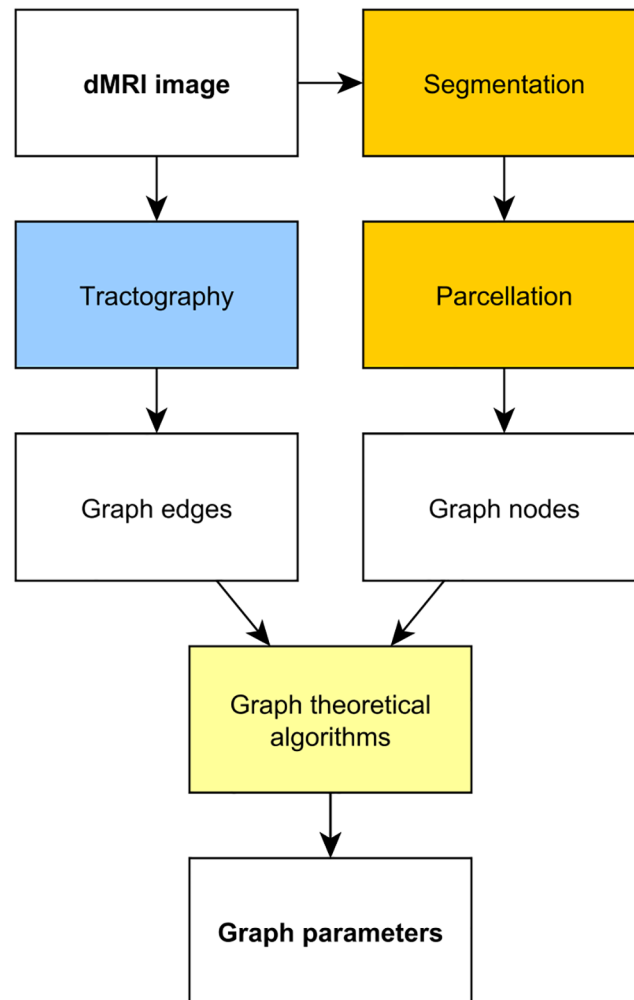 dMRI image
Segmentation
Tractography
Parcellation
Graph edges
Graph nodes
Graph theoretical
algorithms
Graph parameters